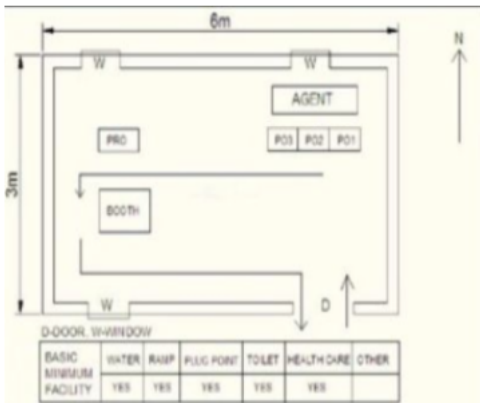 6m
N
W W
AGENT
3m
PRO
PO3 PO2 PO1
BOOTH
W
D
D-DOOR, W-WINDOW
BASIC MINIMUM FACILITY WATER RAMP PLUG POINT TOILET HEALTH CARE OTHER
YES YES YES YES YES